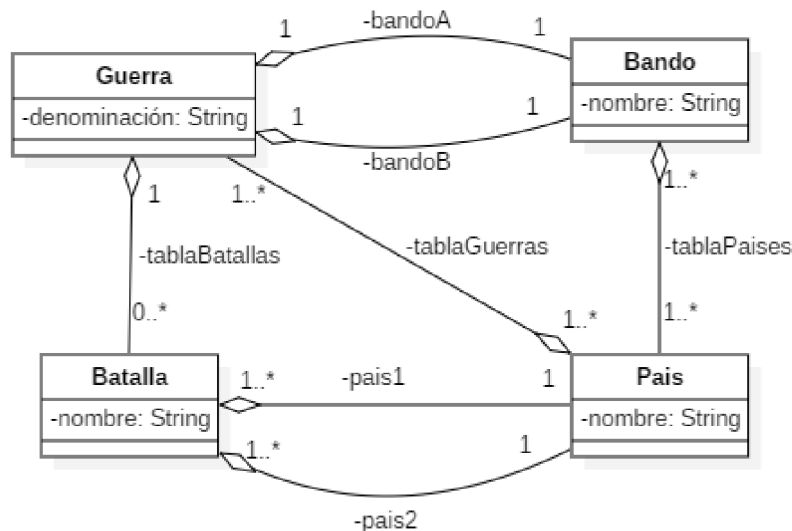 -bandoA
1
1
Guerra
-denominación: String
Bando
-nombre: String
1
1
-bandoB
1
1..*
1..*
-tablaBatallas
-tablaGuerras
-tablaPaises
0..*
1..*
1..*
Batalla
-nombre: String
1..*
-pais1
1
Pais
-nombre: String
1..*
1
-pais2